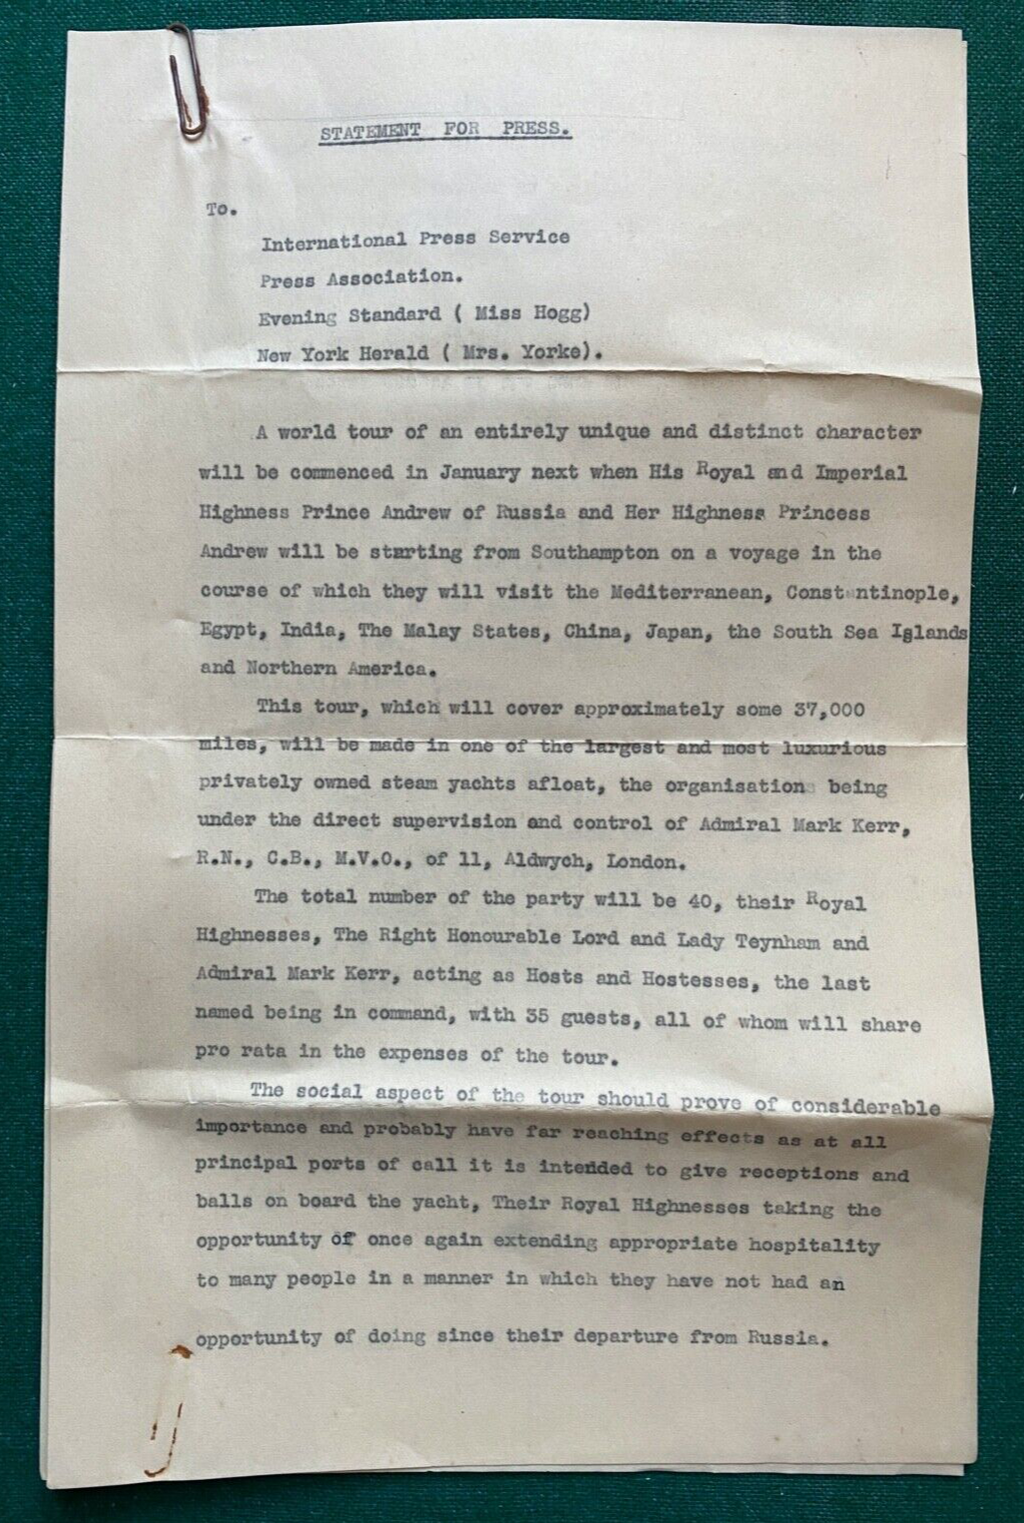 STATEMENT FOR PRESS.
To.
International Press Service
Press Association.
Evening Standard ( Miss Hogg)
New York Herald ( Mrs. Yorke).
A world tour of an entirely unique and distinct character
will be commenced in January next when His Royal and Imperial
Highness Prince Andrew of Russia and Her Highness Princess
Andrew will be starting from Southampton on a voyage in the
course of which they will visit the Mediterranean, Const ntinople,
Egypt, India, The Malay States, China, Japan, the South Sea Islands
and Northern America.
This tour, which will cover approximately some 37,000
miles, will be made in one of the largest and most luxurious
privately owned steam yachts afloat, the organisations being
under the direct supervision and control of Admiral Mark Kerr,
R.N., C.B., M.V.O., of 11, Aldwych, London.
The total number of the party will be 40, their Royal
Highnesses, The Right Honourable Lord and Lady Teynham and
Admiral Mark Kerr, acting as Hosts and Hostesses, the last
named being in command, with 35 guests, all of whom will share
pro rata in the expenses of the tour.
The social aspect of the tour should prove of considerable
importance and probably have far reaching effects as at all
principal ports of call it is intended to give receptions and
balls on board the yacht, Their Royal Highnesses taking the
opportunity of once again extending appropriate hospitality
to many people in a manner in which they have not had an
opportunity of doing since their departure from Russia.